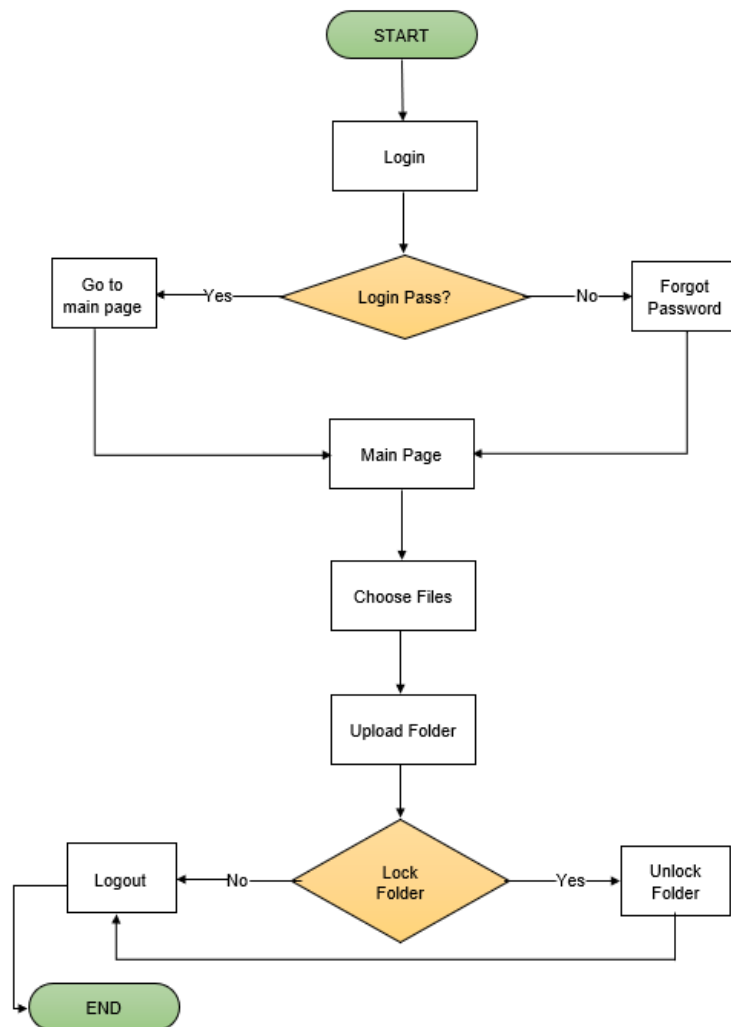 START
Login
Go to
main page
Yes
Login Pass?
No
Forgot
Password
Main Page
Choose Files
Upload Folder
Logout
No
Lock
Folder
Yes
Unlock
Folder
END